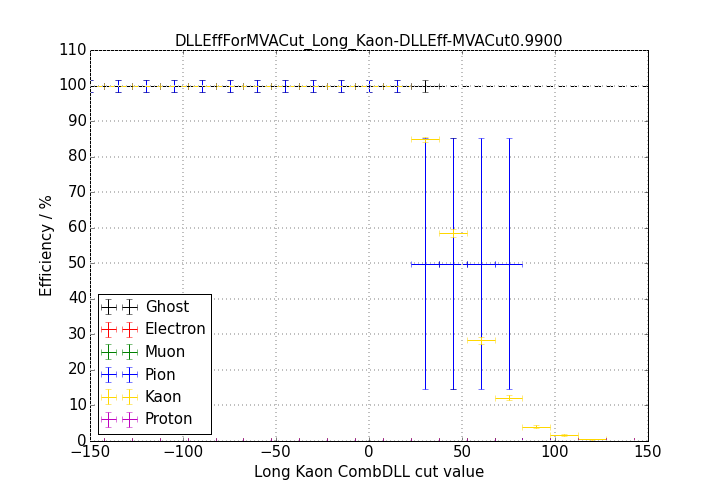 DLLEffForMVACut_Long_Kaon-DLLEff-MVACut0.9900
110
100
90
80
70
60
50
40
30
20
10
0
Efficiency / %
Ghost
Electron
Muon
Pion
Kaon
Proton
−150 −100 −50 0 50 100 150
Long Kaon CombDLL cut value